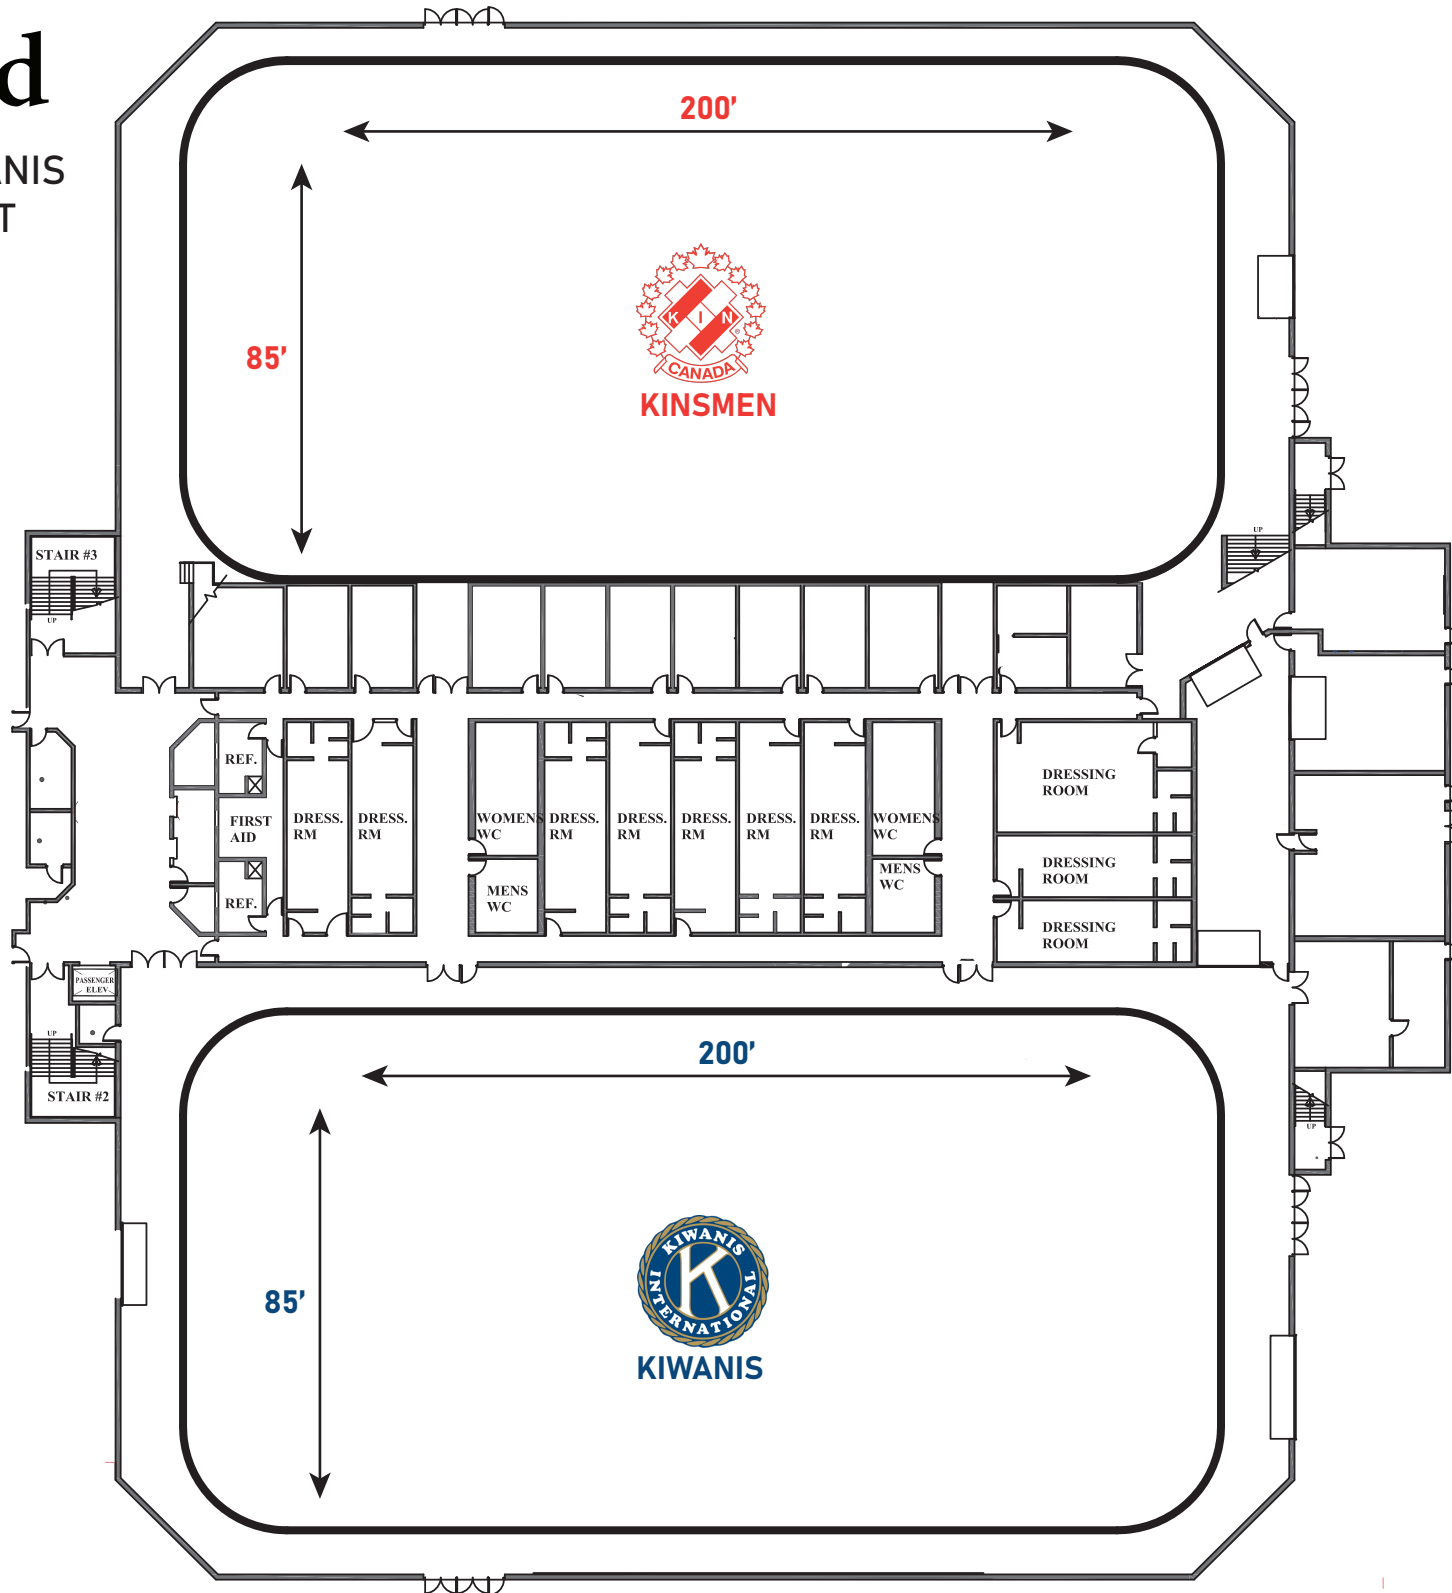 d
ANIS
T
200’
85’
K I N
®
CANADA
KINSMEN
STAIR #3
UP
UP
REF.
FIRST
AID
REF.
DRESS.
RM
DRESS.
RM
WOMENS
WC
MENS
WC
DRESS.
RM
DRESS.
RM
DRESS.
RM
DRESS.
RM
DRESS.
RM
WOMENS
WC
MENS
WC
DRESSING
ROOM
DRESSING
ROOM
DRESSING
ROOM
PASSENGER
ELEV.
UP
STAIR #2
UP
200’
85’
KIWANIS
K
INTERNATIONAL
KIWANIS